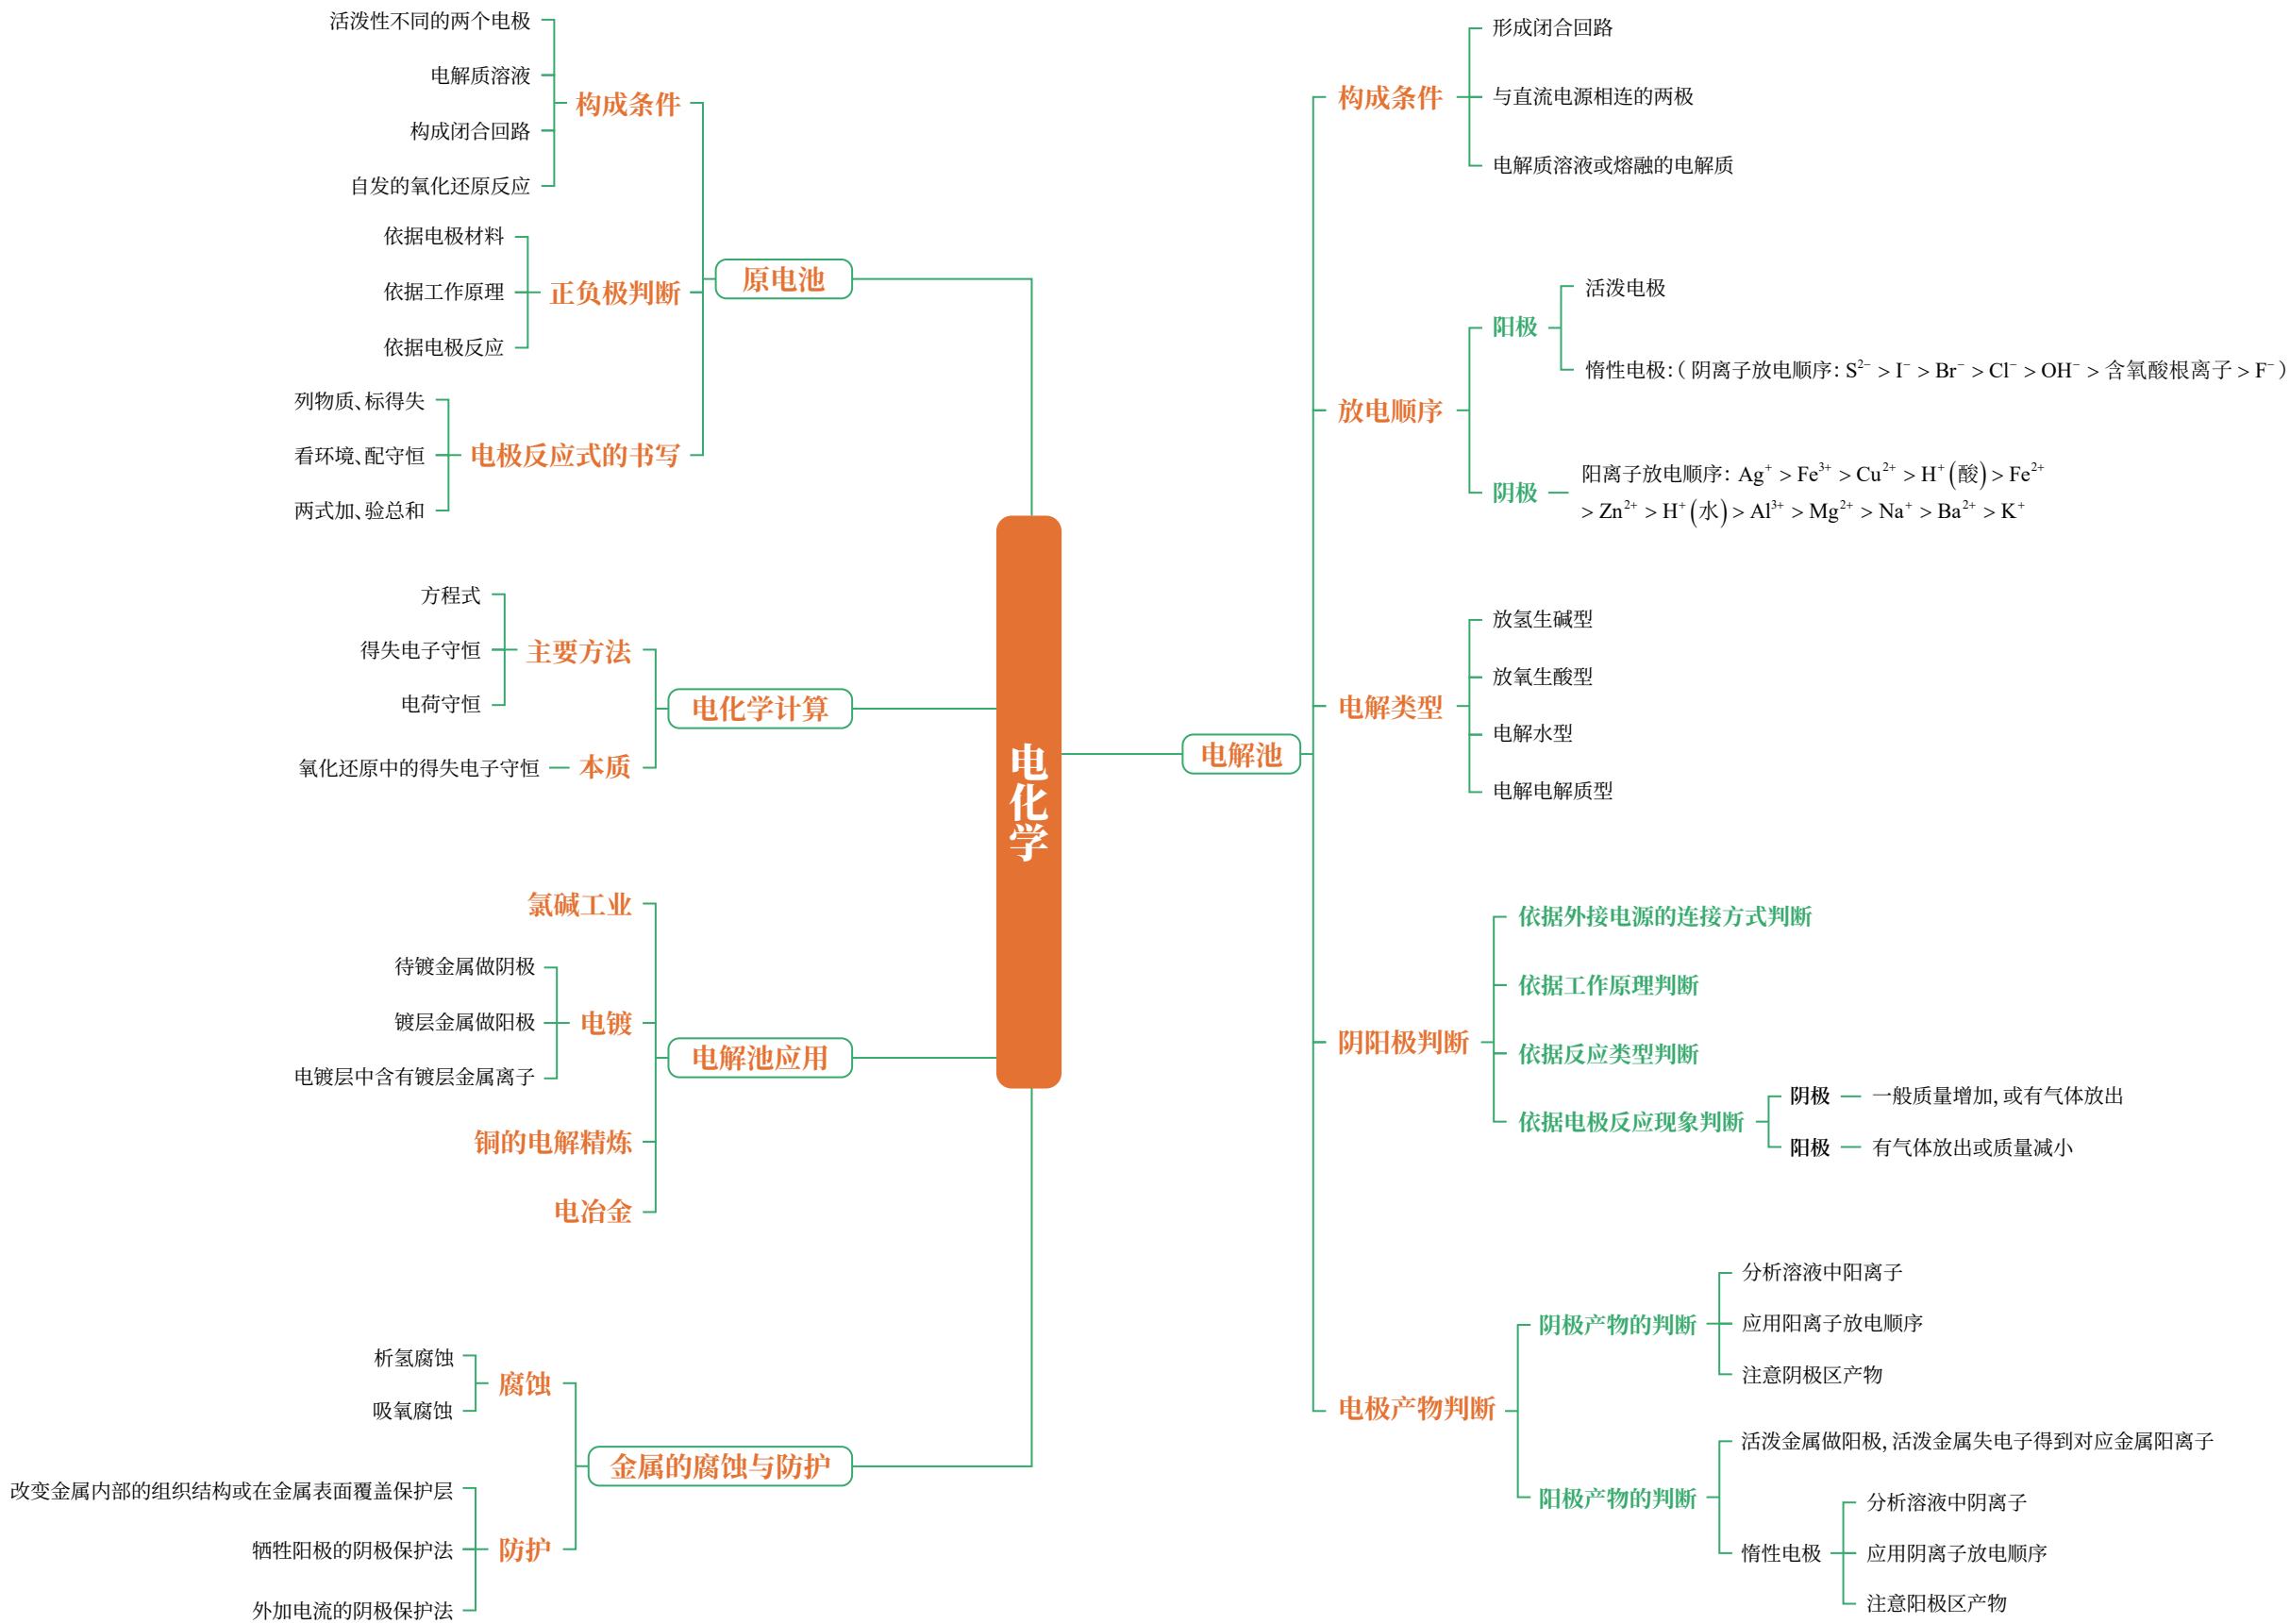 电化学
原电池
构成条件
活泼性不同的两个电极
电解质溶液
构成闭合回路
自发的氧化还原反应
正负极判断
依据电极材料
依据工作原理
依据电极反应
电极反应式的书写
列物质、标得失
看环境、配守恒
两式加、验总和
电化学计算
主要方法
方程式
得失电子守恒
电荷守恒
本质
氧化还原中的得失电子守恒
电解池应用
氯碱工业
电镀
待镀金属做阴极
镀层金属做阳极
电镀层中含有镀层金属离子
铜的电解精炼
电冶金
金属的腐蚀与防护
腐蚀
析氢腐蚀
吸氧腐蚀
防护
改变金属内部的组织结构或在金属表面覆盖保护层
牺牲阳极的阴极保护法
外加电流的阴极保护法
电解池
构成条件
形成闭合回路
与直流电源相连的两极
电解质溶液或熔融的电解质
放电顺序
阳极
活泼电极
惰性电极：（阴离子放电顺序：S²⁻＞I⁻＞Br⁻＞Cl⁻＞OH⁻＞含氧酸根离子＞F⁻）
阴极
阳离子放电顺序：Ag⁺＞Fe³⁺＞Cu²⁺＞H⁺(酸)＞Fe²⁺
＞Zn²⁺＞H⁺(水)＞Al³⁺＞Mg²⁺＞Na⁺＞Ba²⁺＞K⁺
电解类型
放氢生碱型
放氧生酸型
电解水型
电解电解质型
阴阳极判断
依据外接电源的连接方式判断
依据工作原理判断
依据反应类型判断
依据电极反应现象判断
阴极
一般质量增加，或有气体放出
阳极
有气体放出或质量减小
电极产物判断
阴极产物的判断
分析溶液中阳离子
应用阳离子放电顺序
注意阴极区产物
阳极产物的判断
活泼金属做阳极，活泼金属失电子得到对应金属阳离子
惰性电极
分析溶液中阴离子
应用阴离子放电顺序
注意阳极区产物